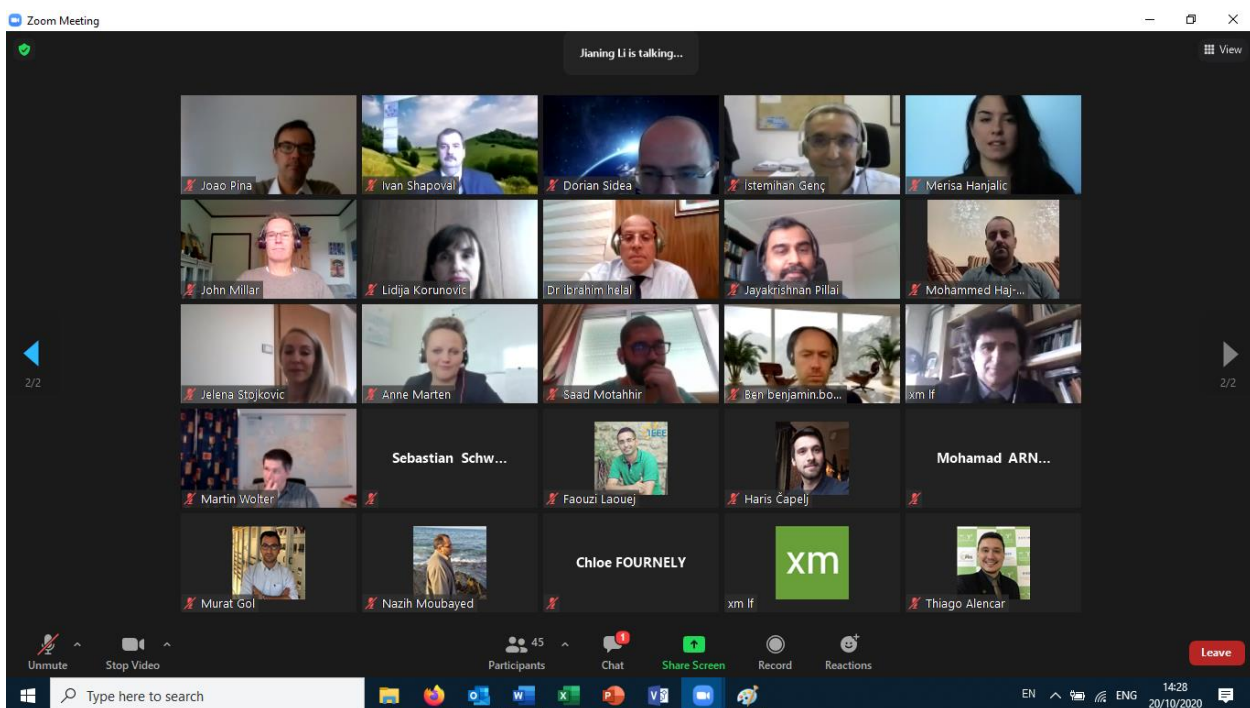 Zoom Meeting
Jianing Li is talking...
View
Joao Pina
Ivan Shapoval
Dorian Sidea
İstemihan Genç
Merisa Hanjalic
John Millar
Lidija Korunovic
Dr ibrahim helal
Jayakrishnan Pillai
Mohammed Haj-...
Jelena Stojkovic
Anne Marten
Saad Motahhir
Ben benjamin.bo...
xm lf
2/2
2/2
Martin Wolter
Sebastian Schw...
IEEE
Faouzi Laouej
Haris Čapelj
Mohamad ARN...
Murat Gol
Nazih Moubayed
Chloe FOURNELY
xm
xm lf
Thiago Alencar
Unmute
Stop Video
45
Participants
1
Chat
Share Screen
Record
Reactions
Leave
Type here to search
EN
ENG
14:28
20/10/2020